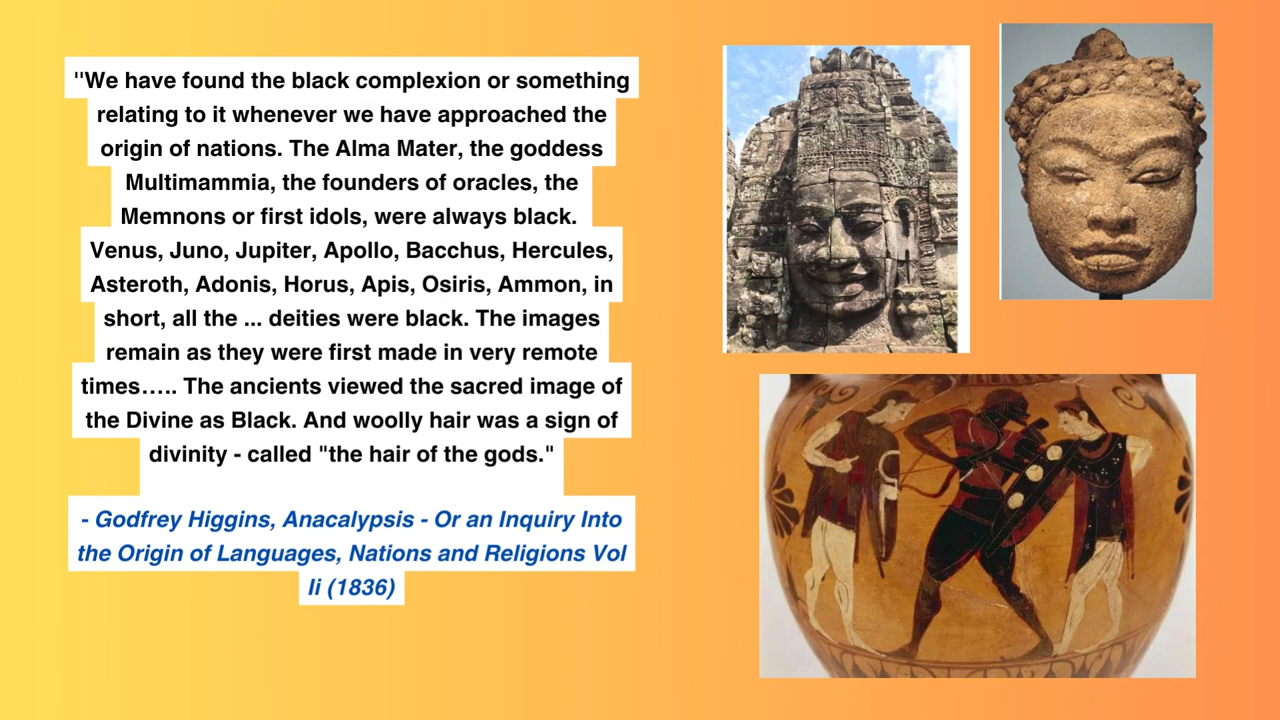 "We have found the black complexion or something
relating to it whenever we have approached the
origin of nations. The Alma Mater, the goddess
Multimammia, the founders of oracles, the
Memnons or first idols, were always black.
Venus, Juno, Jupiter, Apollo, Bacchus, Hercules,
Asteroth, Adonis, Horus, Apis, Osiris, Ammon, in
short, all the ... deities were black. The images
remain as they were first made in very remote
times….. The ancients viewed the sacred image of
the Divine as Black. And woolly hair was a sign of
divinity - called "the hair of the gods."
- Godfrey Higgins, Anacalypsis - Or an Inquiry Into
the Origin of Languages, Nations and Religions Vol
Ii (1836)